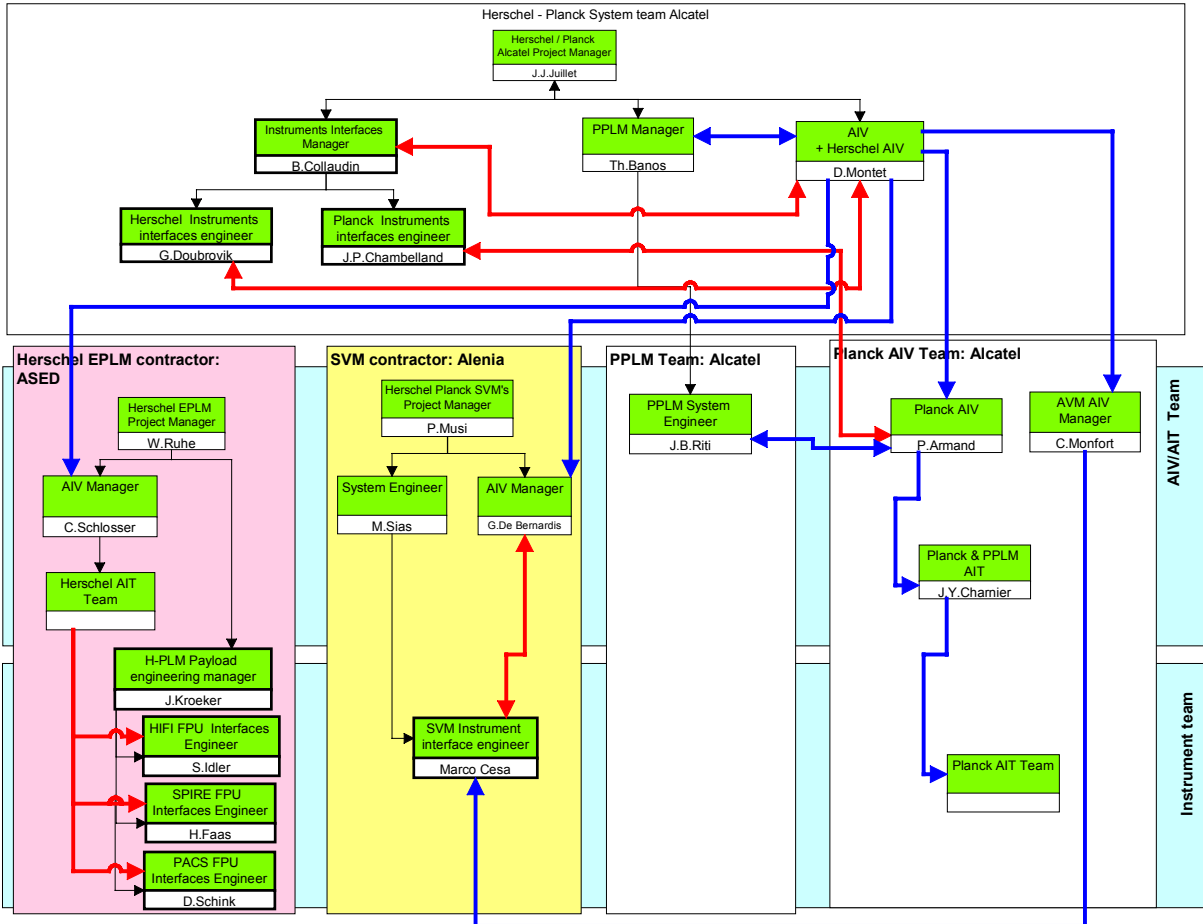 Herschel - Planck System team Alcatel
Herschel / Planck
Alcatel Project Manager
J.J.Juillet
Instruments Interfaces
Manager
B.Collaudin
PPLM Manager
Th.Banos
AIV
+ Herschel AIV
D.Montet
Herschel Instruments
interfaces engineer
G.Doubrovik
Planck Instruments
interfaces engineer
J.P.Chambelland
Herschel EPLM contractor:
ASED
Herschel EPLM
Project Manager
W.Ruhe
AIV Manager
C.Schlosser
Herschel AIT
Team
H-PLM Payload
engineering manager
J.Kroeker
HIFI FPU Interfaces
Engineer
S.Idler
SPIRE FPU
Interfaces Engineer
H.Faas
PACS FPU
Interfaces Engineer
D.Schink
SVM contractor: Alenia
Herschel Planck SVM's
Project Manager
P.Musi
System Engineer
M.Sias
AIV Manager
G.De Bernardis
SVM Instrument
interface engineer
Marco Cesa
PPLM Team: Alcatel
PPLM System
Engineer
J.B.Riti
Planck AIV Team: Alcatel
Planck AIV
P.Armand
AVM AIV
Manager
C.Monfort
Planck & PPLM
AIT
J.Y.Charnier
Planck AIT Team
AIV/AIT Team
Instrument team